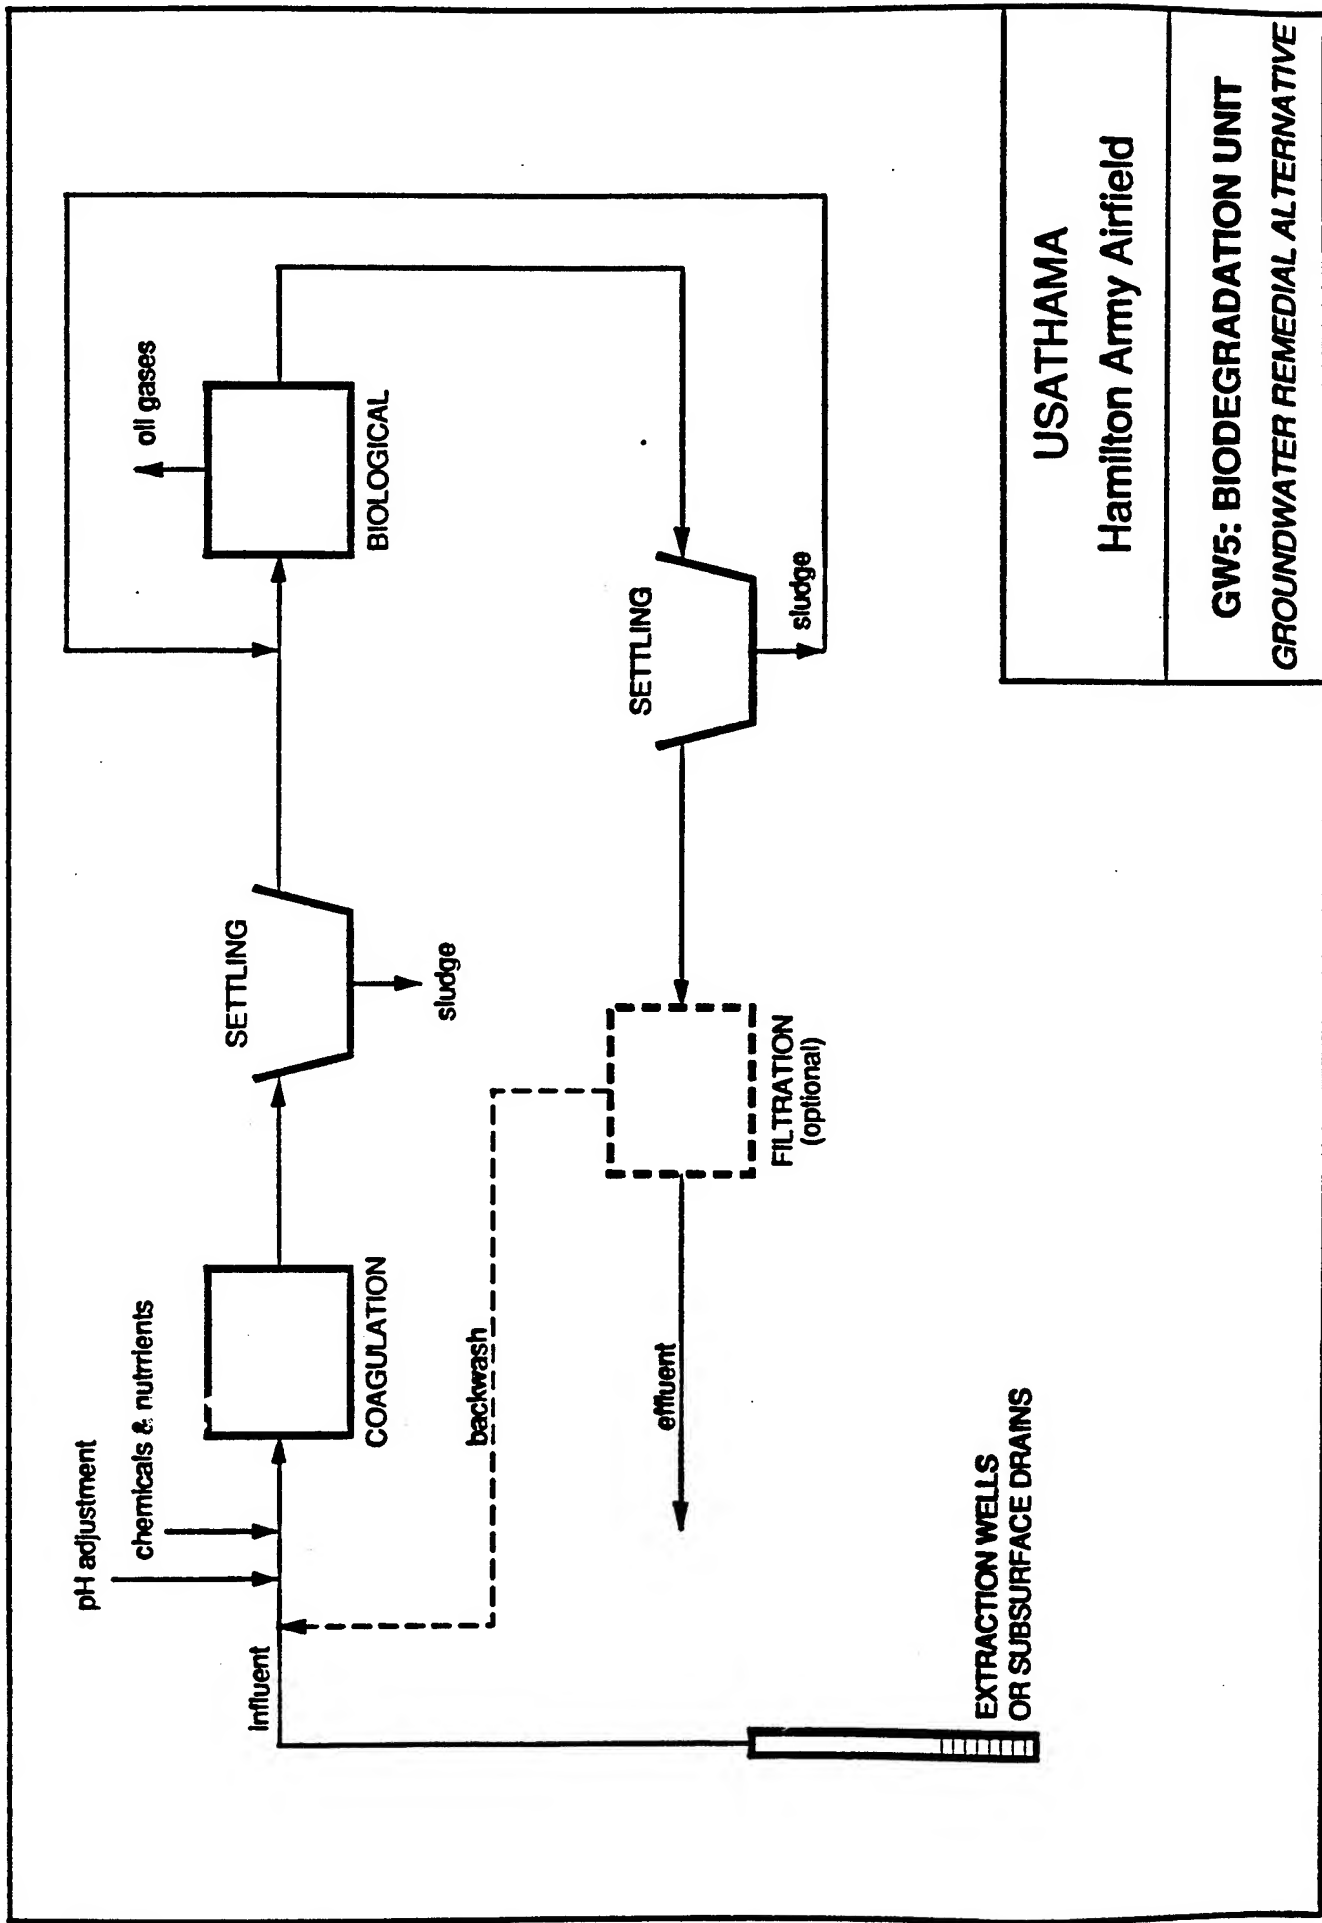 pH adjustment
chemicals & nutrients
Influent
COAGULATION
SETTLING
sludge
oil gases
BIOLOGICAL
backwash
effluent
FILTRATION
(optional)
SETTLING
sludge
EXTRACTION WELLS
OR SUBSURFACE DRAINS
USATHAMA
Hamilton Army Airfield
GW5: BIODEGRADATION UNIT
GROUNDWATER REMEDIAL ALTERNATIVE